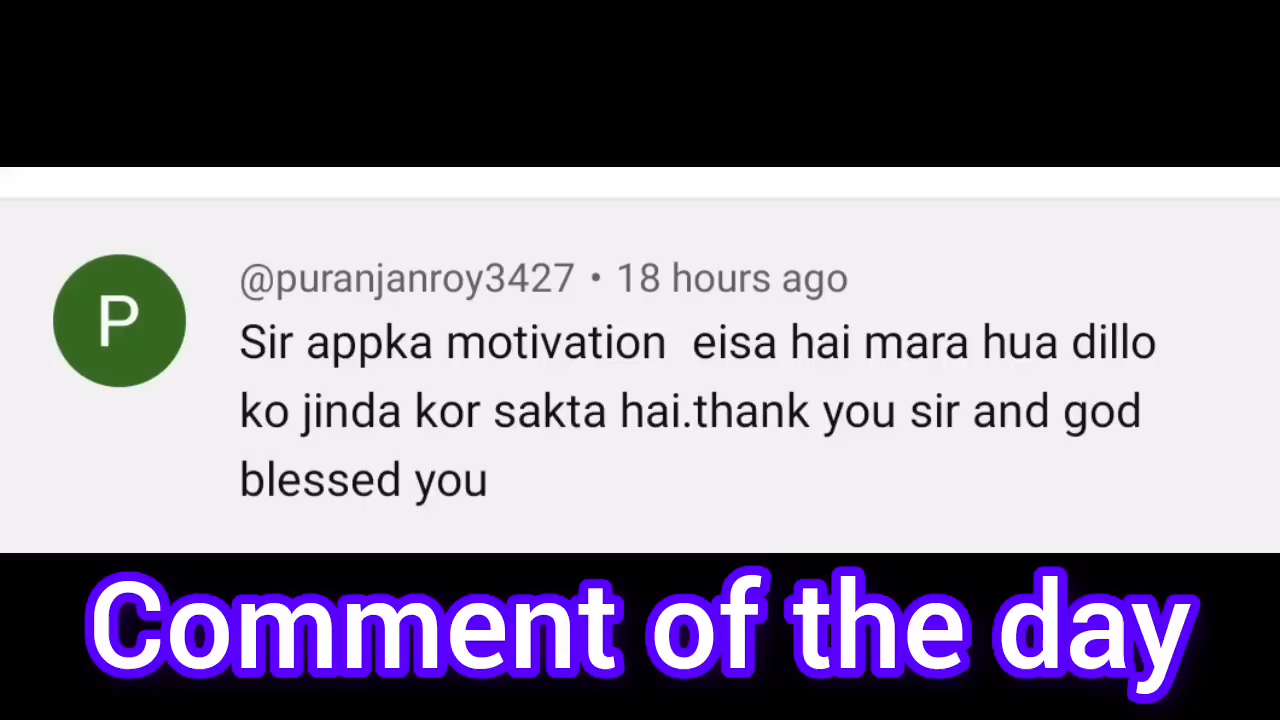 P
@puranjanroy3427 • 18 hours ago
Sir appka motivation  eisa hai mara hua dillo
ko jinda kor sakta hai.thank you sir and god
blessed you
Comment of the day